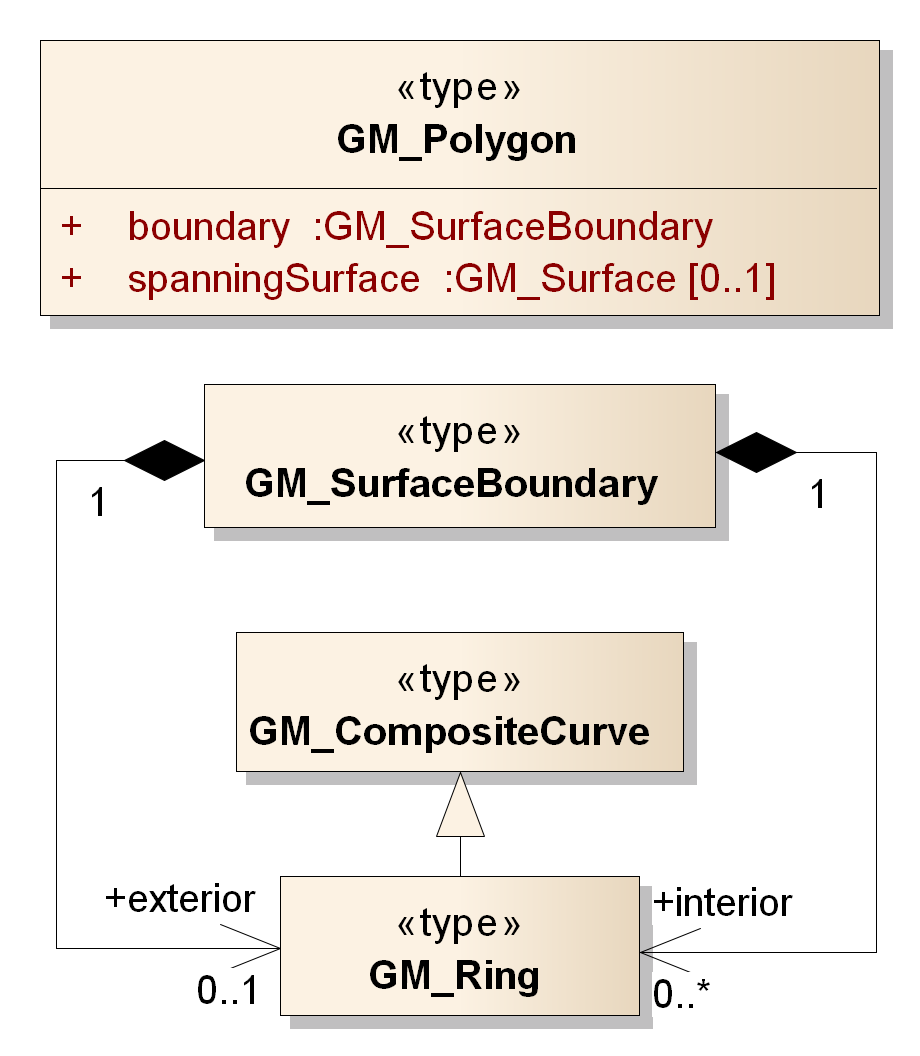 «type»
GM_Polygon
+ boundary :GM_SurfaceBoundary
+ spanningSurface :GM_Surface [0..1]
«type»
GM_SurfaceBoundary
1
1
«type»
GM_CompositeCurve
+exterior
+interior
«type»
GM_Ring
0..1
0..*